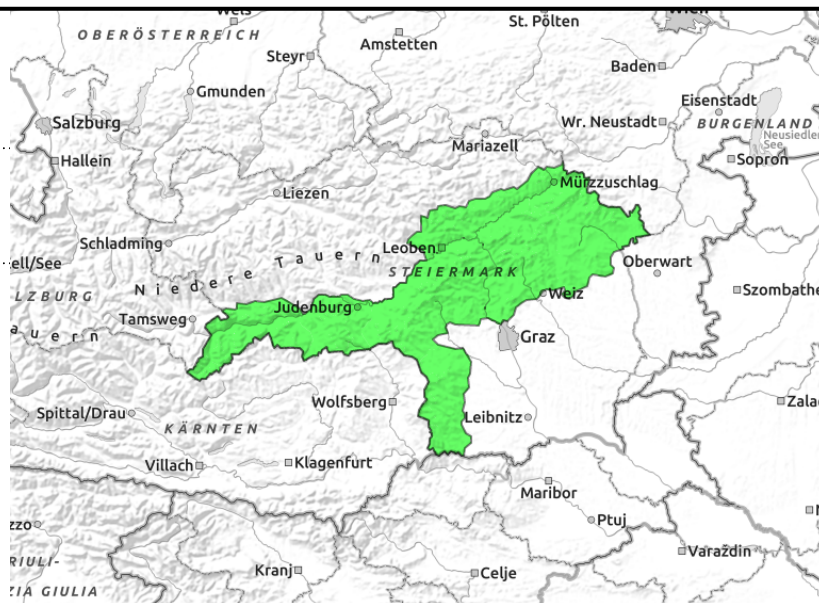 Wels
OBERÖSTERREICH
St. Pölten
Wien
Amstetten
Steyr
Baden
Gmunden
Eisenstadt
Salzburg
Wr. Neustadt
BURGENLAND
Neusiedler
See
Mariazell
Hallein
Sopron
Mürzzuschlag
Liezen
Schladming
Leoben
Niedere Tauern
ell/See
STEIERMARK
Oberwart
Weiz
Szombathe
LZBURG
Judenburg
Tamsweg
auern
Graz
Wolfsberg
Zala
Spittal/Drau
Leibnitz
KÄRNTEN
Villach
Klagenfurt
Maribor
Ptuj
zzo
Varaždin
RIULI-
Kranj
Celje
ZIA GIULIA